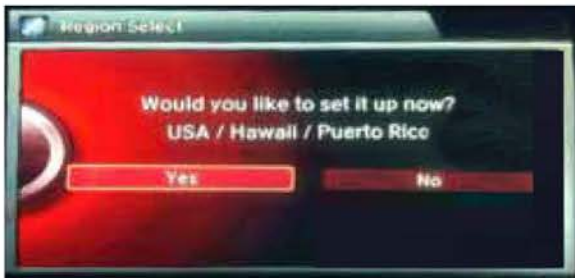 Region Select
Would you like to set it up now?
USA / Hawaii / Puerto Rico
Yes
No